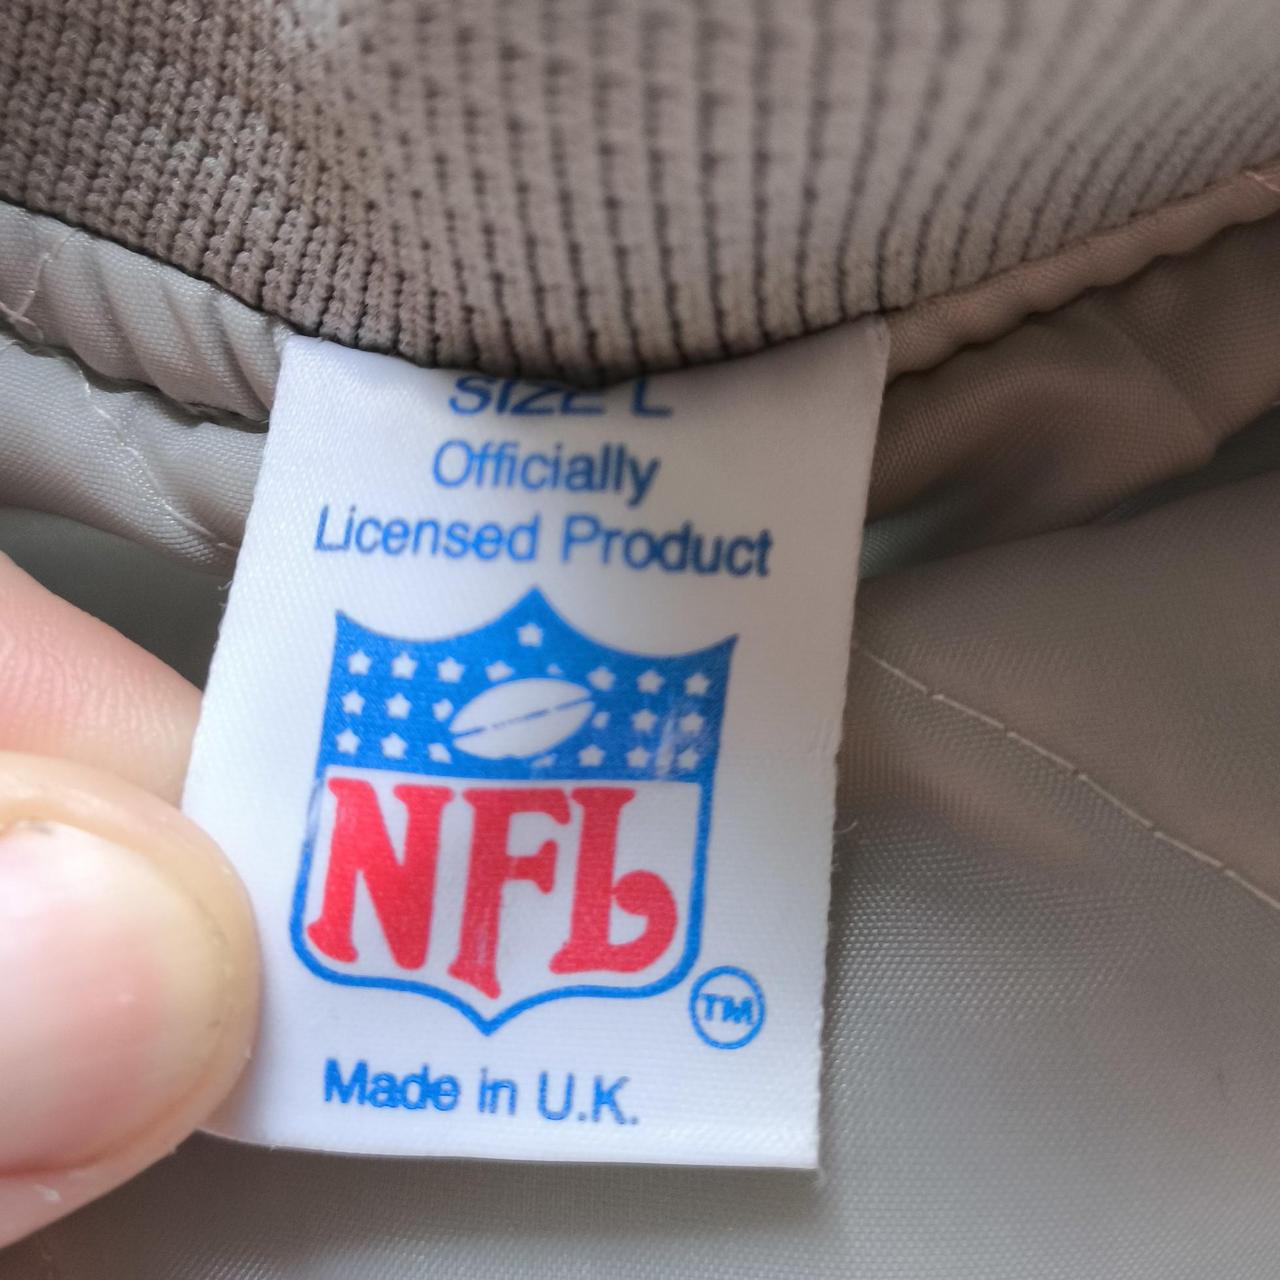 SIZE L
Officially
Licensed Product
NFL
TM
Made in U.K.